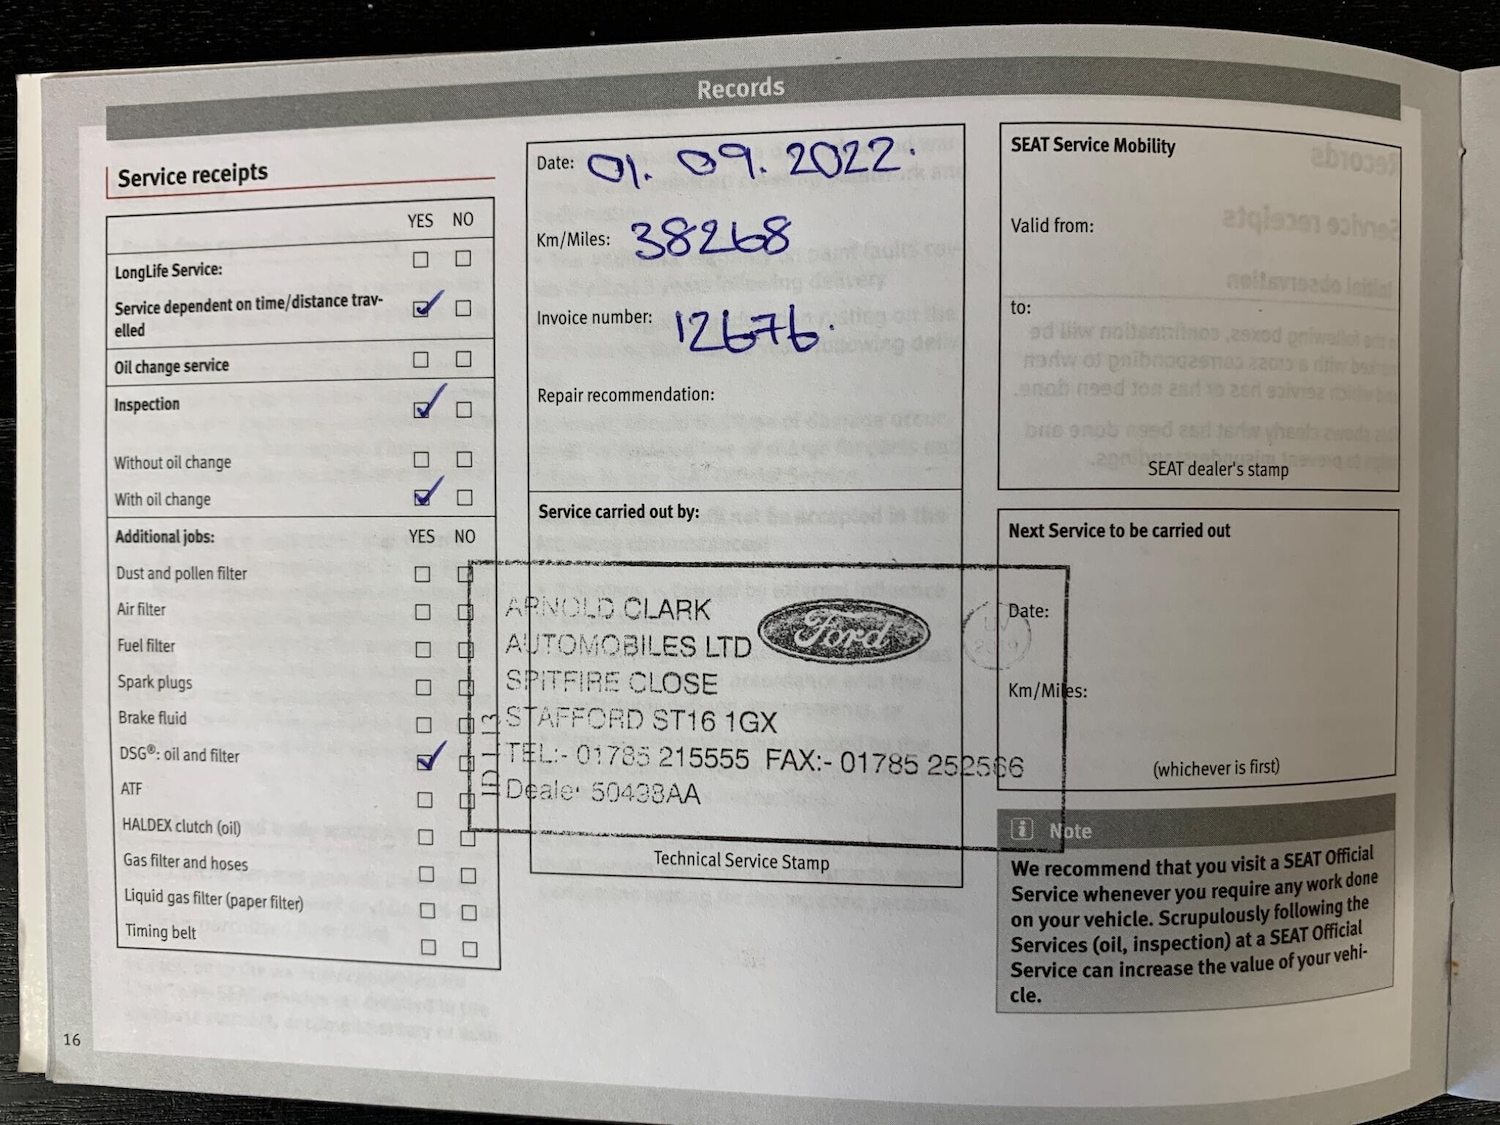 Records
Service receipts
YES NO
LongLife Service:
Service dependent on time/distance trav-
elled
Oil change service
Inspection
Without oil change
With oil change
Additional jobs: YES NO
Dust and pollen filter
Air filter
Fuel filter
Spark plugs
Brake fluid
DSG®: oil and filter
ATF
HALDEX clutch (oil)
Gas filter and hoses
Liquid gas filter (paper filter)
Timing belt
16
Date: 01.09.2022.
Km/Miles: 38268
Invoice number: 12676.
Repair recommendation:
Service carried out by:
ARNOLD CLARK
AUTOMOBILES LTD
SPITFIRE CLOSE
STAFFORD ST16 1GX
TEL:- 01785 215555 FAX:- 01785 252566
Dealer 50498AA
Ford
Technical Service Stamp
SEAT Service Mobility
Valid from:
to:
SEAT dealer's stamp
Next Service to be carried out
Date:
Km/Miles:
(whichever is first)
i Note
We recommend that you visit a SEAT Official
Service whenever you require any work done
on your vehicle. Scrupulously following the
Services (oil, inspection) at a SEAT Official
Service can increase the value of your vehi-
cle.